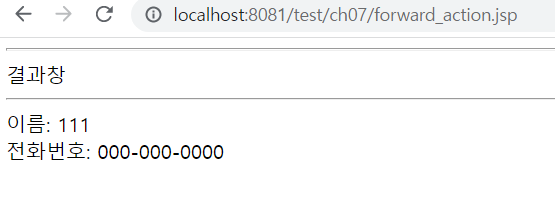 localhost:8081/test/ch07/forward_action.jsp
결과창
이름: 111
전화번호: 000-000-0000